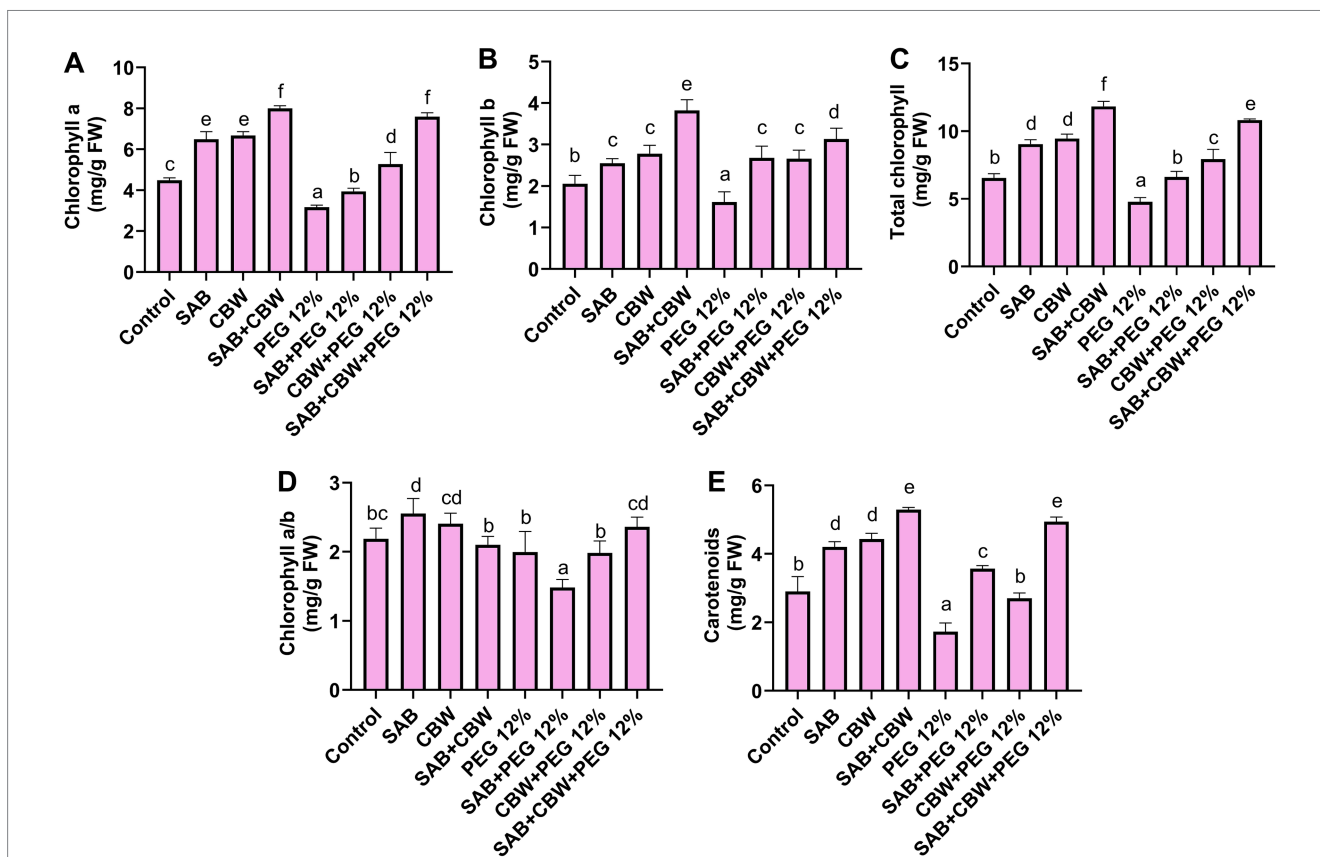 A
Chlorophyll a
(mg/g FW)
10
8
6
4
2
0
c
e
e
f
a
b
d
f
Control
SAB
CBW
SAB+CBW
PEG 12%
SAB+PEG 12%
CBW+PEG 12%
SAB+CBW+PEG 12%
B
Chlorophyll b
(mg/g FW)
5
4
3
2
1
0
b
c
c
e
a
c
c
d
Control
SAB
CBW
SAB+CBW
PEG 12%
SAB+PEG 12%
CBW+PEG 12%
SAB+CBW+PEG 12%
C
Total chlorophyll
(mg/g FW)
15
10
5
0
b
d
d
f
a
b
c
e
Control
SAB
CBW
SAB+CBW
PEG 12%
SAB+PEG 12%
CBW+PEG 12%
SAB+CBW+PEG 12%
D
Chlorophyll a/b
(mg/g FW)
3
2
1
0
bc
d
cd
b
b
a
b
cd
Control
SAB
CBW
SAB+CBW
PEG 12%
SAB+PEG 12%
CBW+PEG 12%
SAB+CBW+PEG 12%
E
Carotenoids
(mg/g FW)
6
4
2
0
b
d
d
e
a
c
b
e
Control
SAB
CBW
SAB+CBW
PEG 12%
SAB+PEG 12%
CBW+PEG 12%
SAB+CBW+PEG 12%